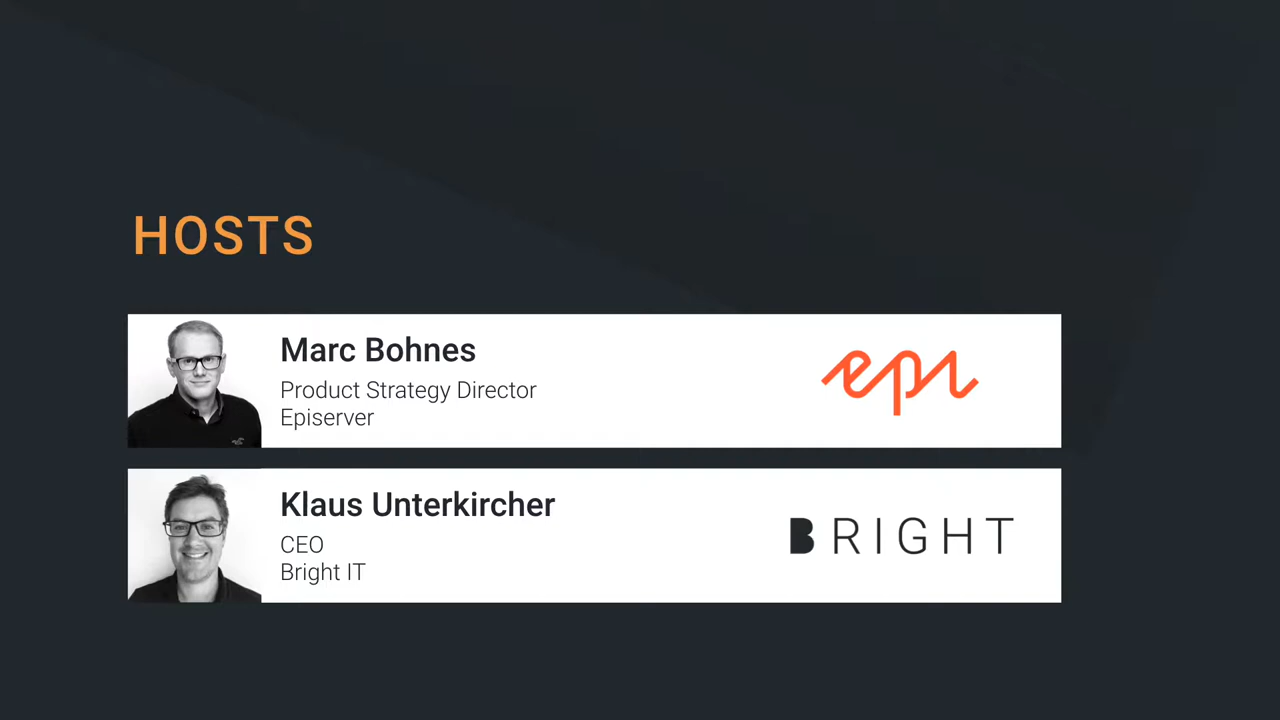 HOSTS
Marc Bohnes
Product Strategy Director
Episerver
epi
Klaus Unterkircher
CEO
Bright IT
BRIGHT